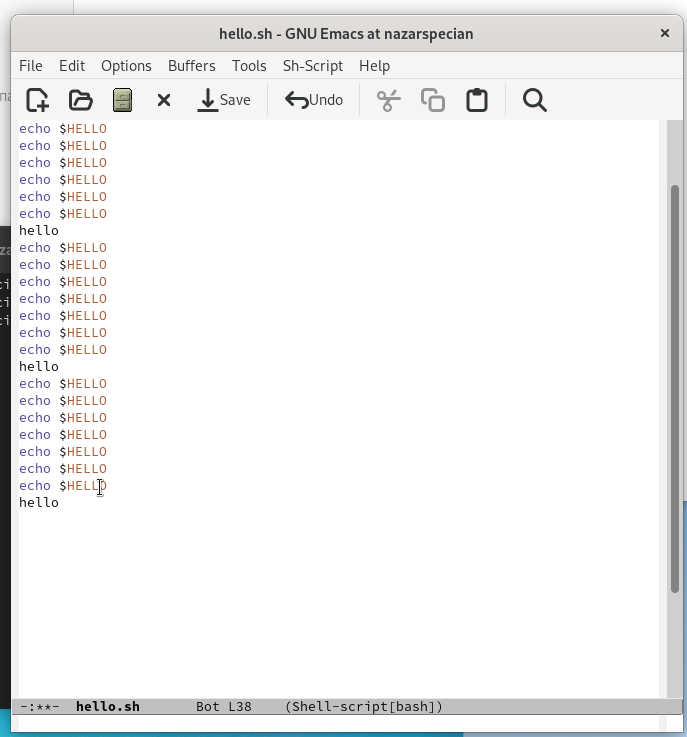 hello.sh - GNU Emacs at nazarspecian
File Edit Options Buffers Tools Sh-Script Help
Save Undo
echo $HELLO
echo $HELLO
echo $HELLO
echo $HELLO
echo $HELLO
echo $HELLO
hello
echo $HELLO
echo $HELLO
echo $HELLO
echo $HELLO
echo $HELLO
echo $HELLO
echo $HELLO
hello
echo $HELLO
echo $HELLO
echo $HELLO
echo $HELLO
echo $HELLO
echo $HELLO
echo $HELLO
hello
-:**- hello.sh Bot L38 (Shell-script[bash])